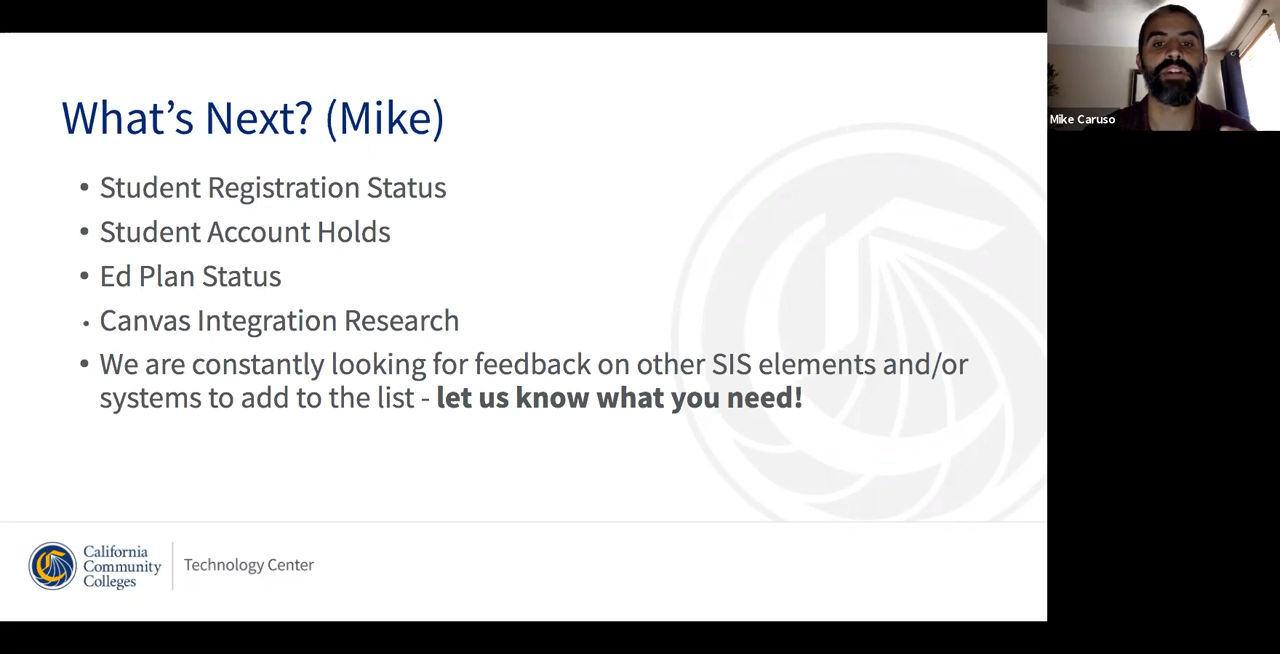 What's Next? (Mike)
• Student Registration Status
• Student Account Holds
• Ed Plan Status
• Canvas Integration Research
• We are constantly looking for feedback on other SIS elements and/or
systems to add to the list - let us know what you need!
California
Community
Colleges
Technology Center
Mike Caruso